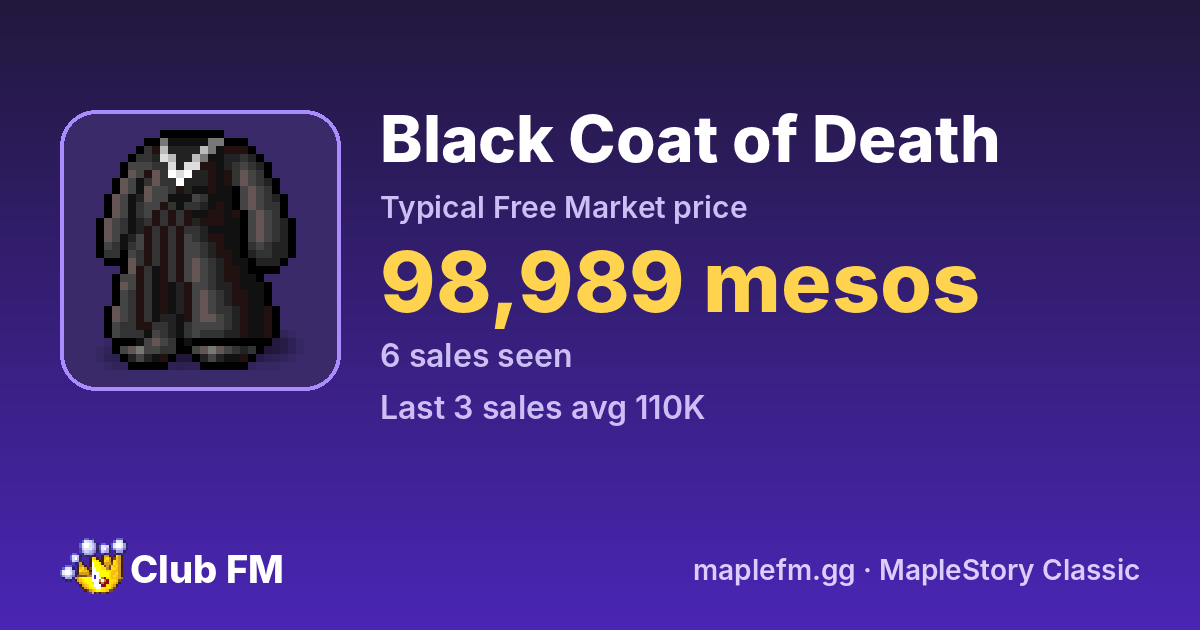 Black Coat of Death
Typical Free Market price
98,989 mesos
6 sales seen
Last 3 sales avg 110K
Club FM
maplefm.gg · MapleStory Classic